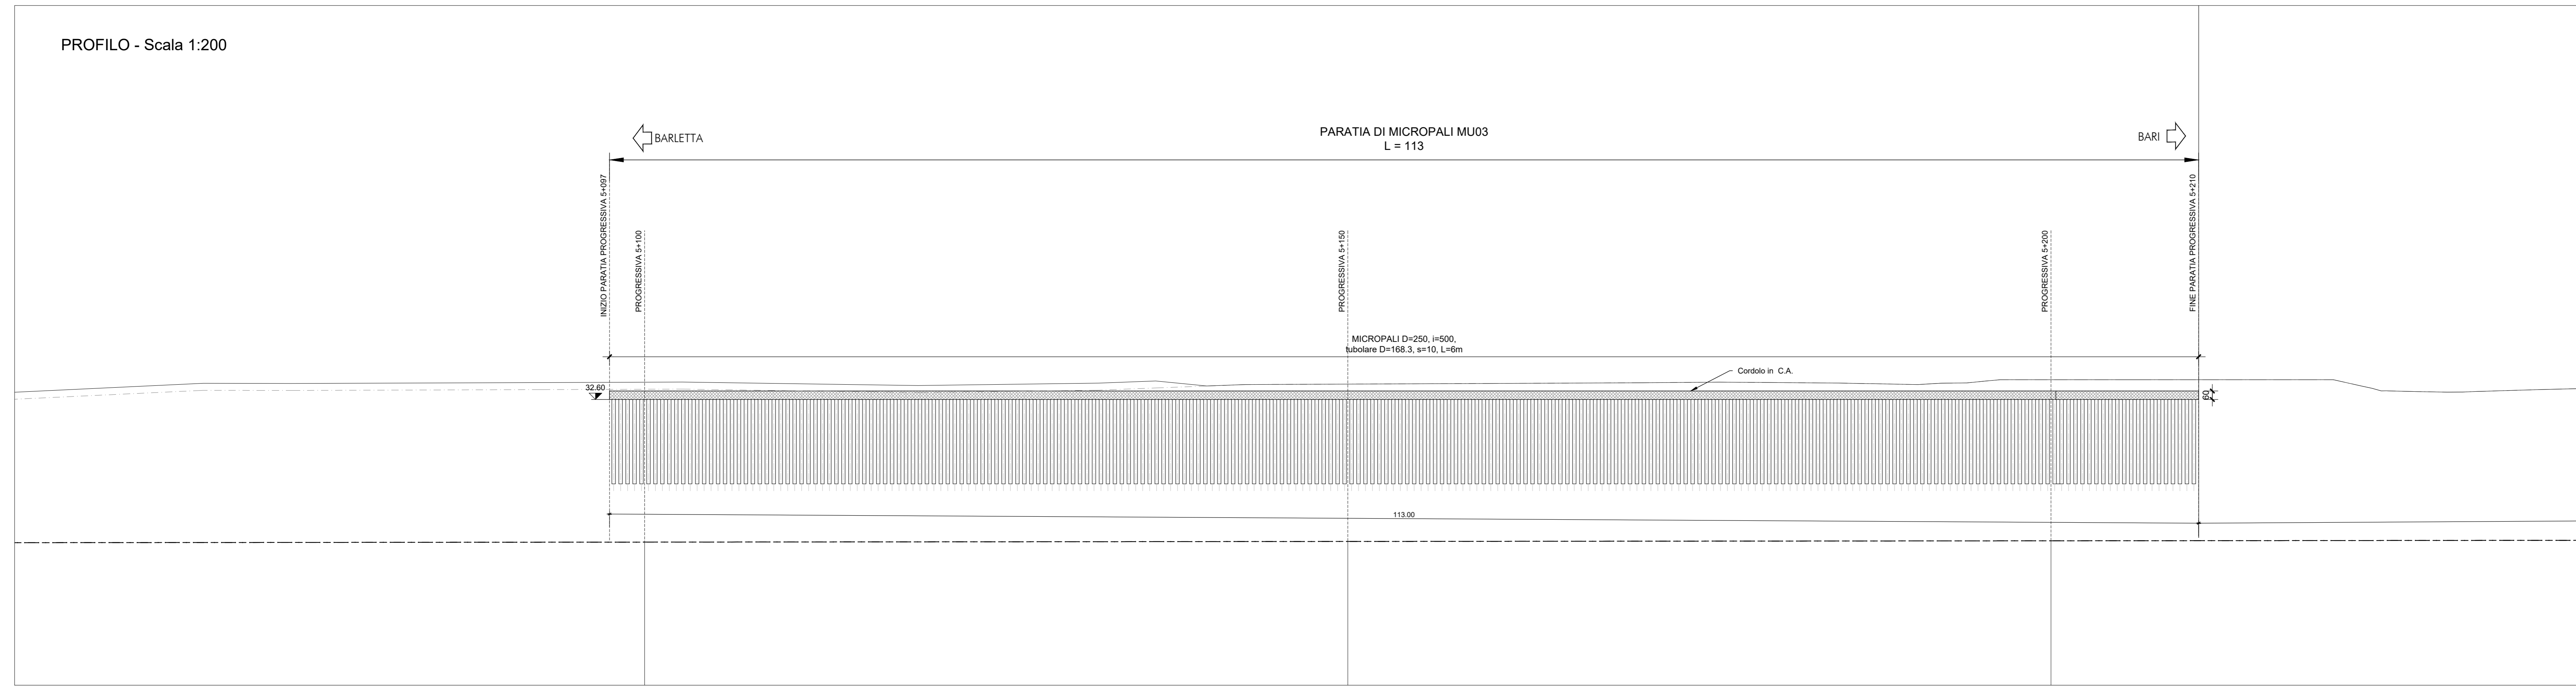 PROFILO - Scala 1:200
BARLETTA
PARATIA DI MICROPALI MU03
L = 113
BARI
INIZIO PARATIA PROGRESSIVA 5+097
PROGRESSIVA 5+100
PROGRESSIVA 5+150
PROGRESSIVA 5+200
FINE PARATIA PROGRESSIVA 5+210
MICROPALI D=250, i=500,
tubolare D=168.3, s=10, L=6m
Cordolo in C.A.
32.60
60
113.00